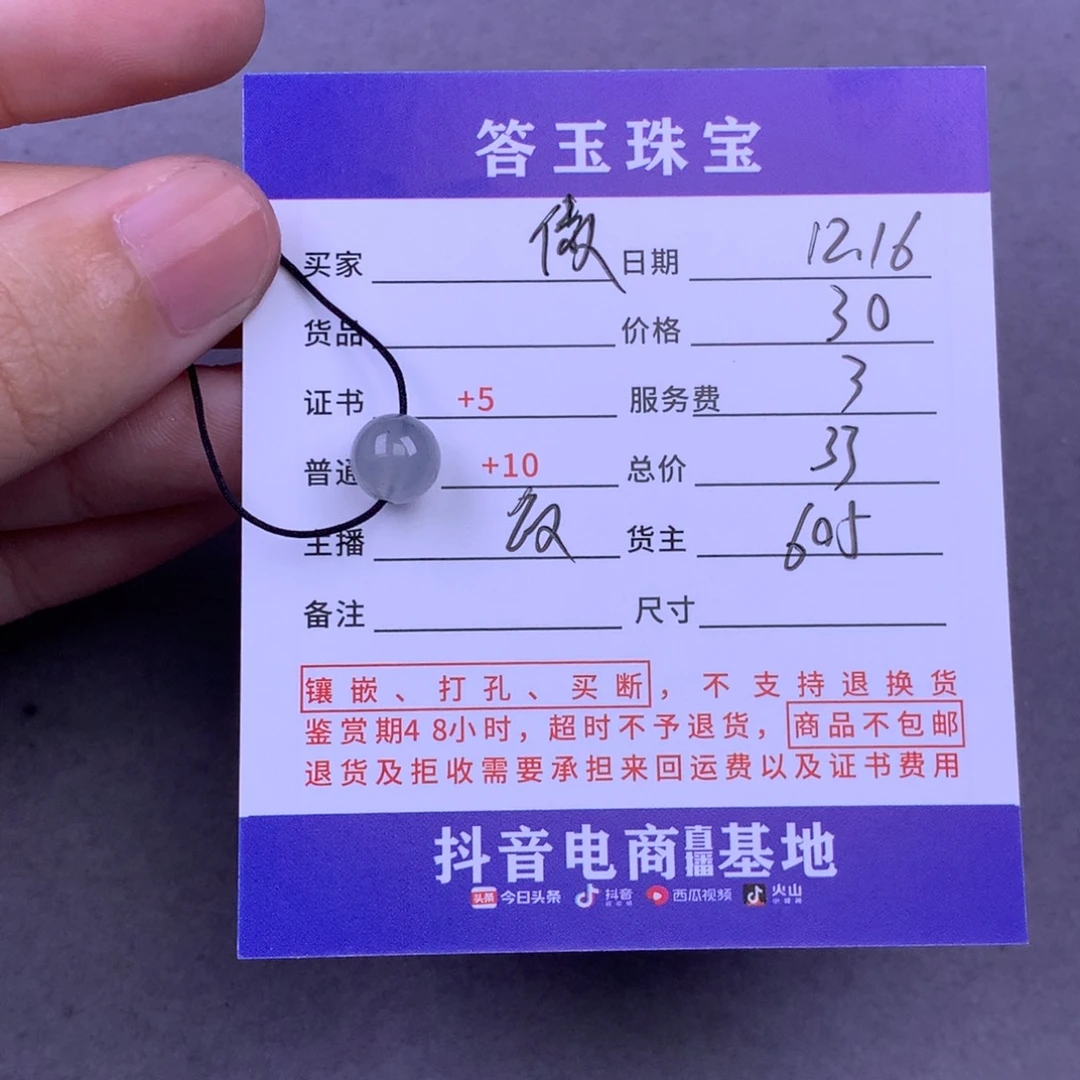 答玉珠宝
买家 傲 日期 12.16
货品 价格 30
证书 +5 服务费 3
普通 +10 总价 33
主播 货主 605
备注 尺寸
镶嵌、打孔、买断，不支持退换货
鉴赏期48小时，超时不予退货，商品不包邮
退货及拒收需要承担来回运费以及证书费用
抖音电商直播基地
头条 今日头条 抖音 西瓜视频 火山